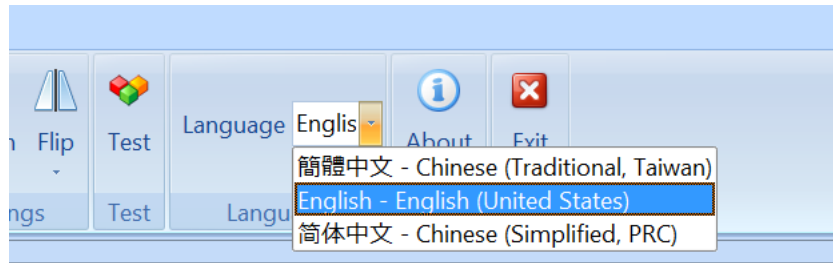 Language Englis
n Flip Test About Exit
簡體中文 - Chinese (Traditional, Taiwan)
English - English (United States)
ngs Test Langu
简体中文 - Chinese (Simplified, PRC)